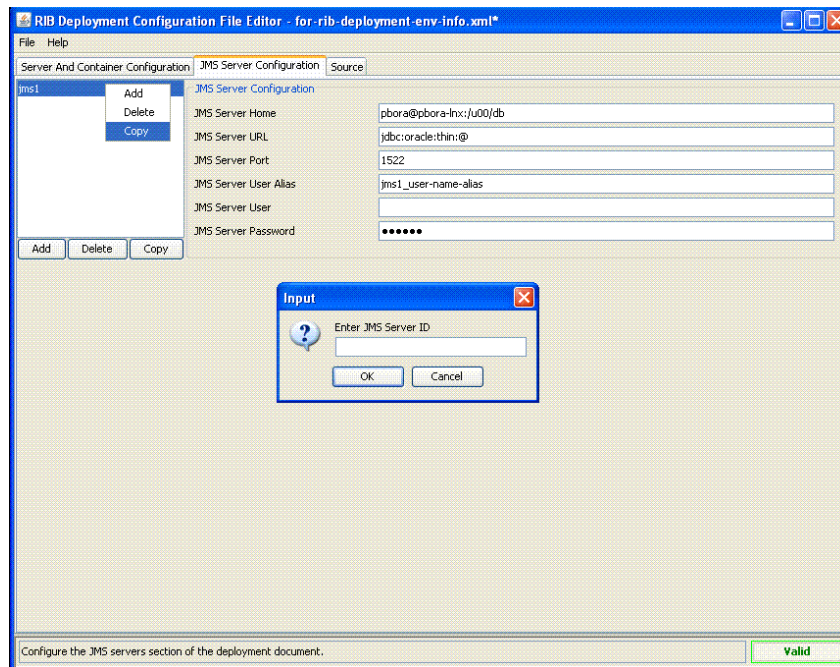 RIB Deployment Configuration File Editor - for-rib-deployment-env-info.xml*
File Help
Server And Container Configuration JMS Server Configuration Source
jms1
Add
Delete
Copy
JMS Server Configuration
JMS Server Home pbora@pbora-lnx:/u00/db
JMS Server URL jdbc:oracle:thin:@
JMS Server Port 1522
JMS Server User Alias jms1_user-name-alias
JMS Server User
JMS Server Password ●●●●●●
Add Delete Copy
Input
Enter JMS Server ID
OK Cancel
Configure the JMS servers section of the deployment document. Valid